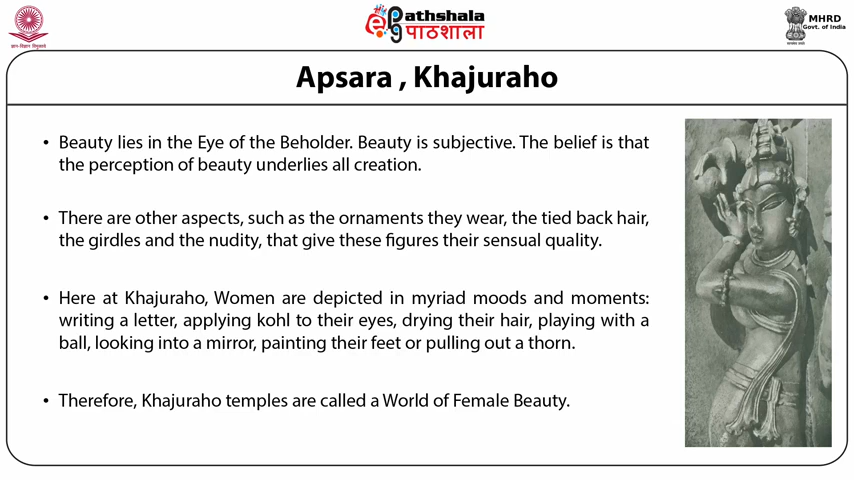 ePathshala
पाठशाला
MHRD
Govt. of India
ज्ञान-विज्ञान विमुक्तये
सत्यमेव जयते
Apsara , Khajuraho
• Beauty lies in the Eye of the Beholder. Beauty is subjective. The belief is that
the perception of beauty underlies all creation.
• There are other aspects, such as the ornaments they wear, the tied back hair,
the girdles and the nudity, that give these figures their sensual quality.
• Here at Khajuraho, Women are depicted in myriad moods and moments:
writing a letter, applying kohl to their eyes, drying their hair, playing with a
ball, looking into a mirror, painting their feet or pulling out a thorn.
• Therefore, Khajuraho temples are called a World of Female Beauty.